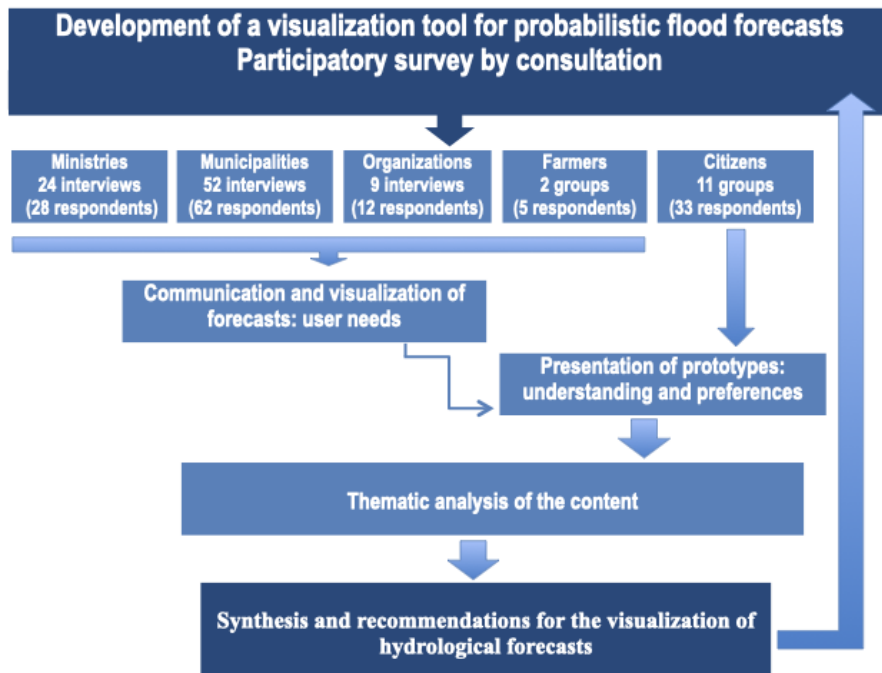 Development of a visualization tool for probabilistic flood forecasts
Participatory survey by consultation
Ministries
24 interviews
(28 respondents)
Municipalities
52 interviews
(62 respondents)
Organizations
9 interviews
(12 respondents)
Farmers
2 groups
(5 respondents)
Citizens
11 groups
(33 respondents)
Communication and visualization of
forecasts: user needs
Presentation of prototypes:
understanding and preferences
Thematic analysis of the content
Synthesis and recommendations for the visualization of
hydrological forecasts